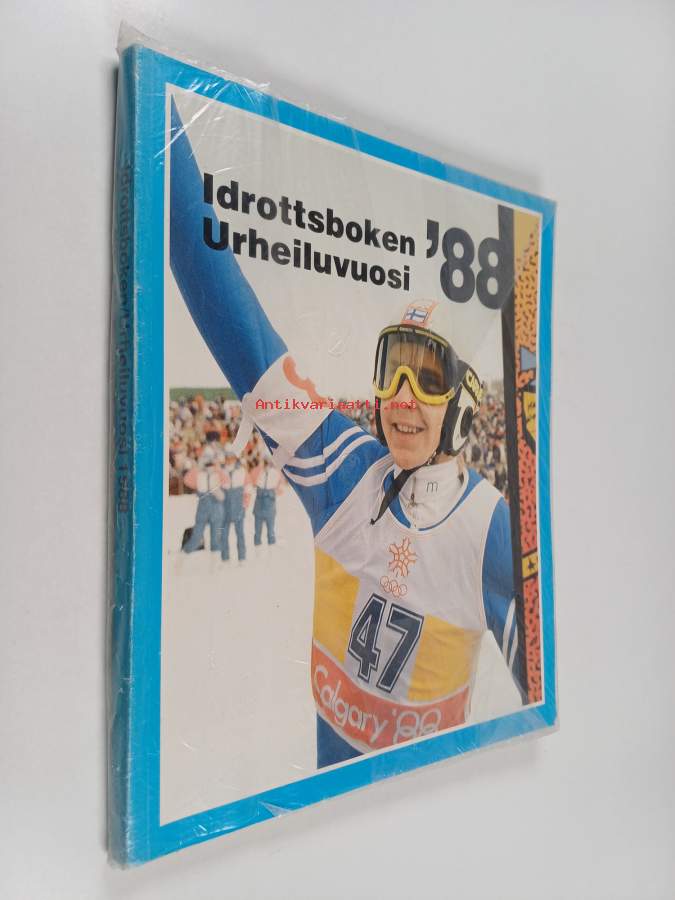 Idrottsboken
Urheiluvuosi
'88
Antikvariaatti.net
47
Calgary '88
Idrottsboken/Urheiluvuosi 1988
m